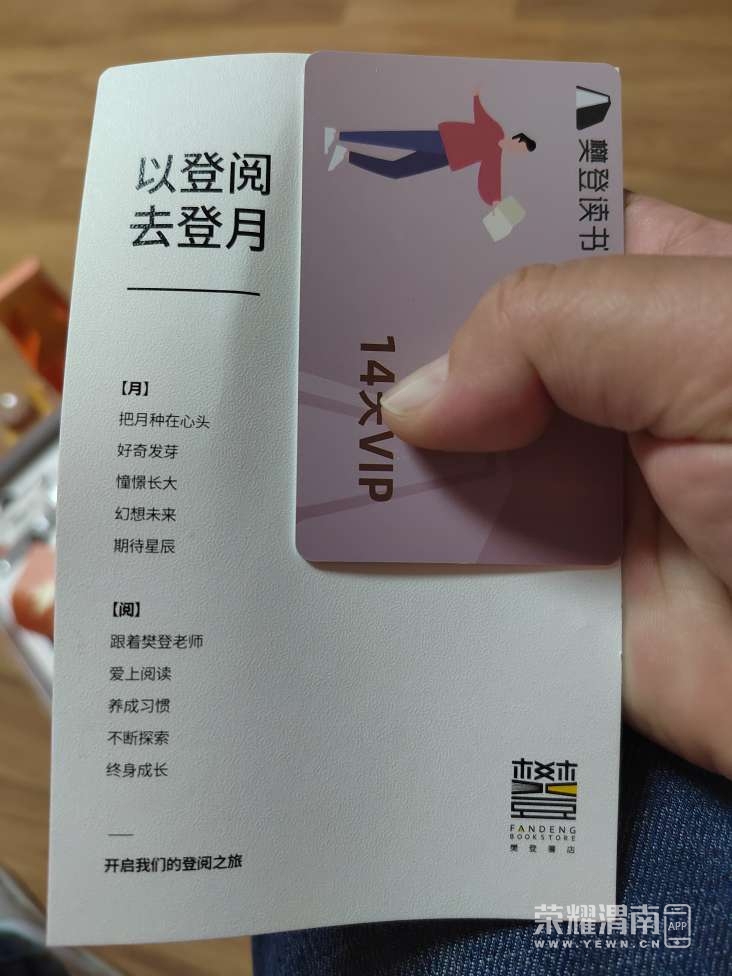 以登阅
去登月
【月】
把月种在心头
好奇发芽
憧憬长大
幻想未来
期待星辰
【阅】
跟着樊登老师
爱上阅读
养成习惯
不断探索
终身成长
开启我们的登阅之旅
樊登读书
14天VIP
FANDENG
BOOKSTORE
樊登書店
荣耀渭南
APP
WWW.YEWN.CN